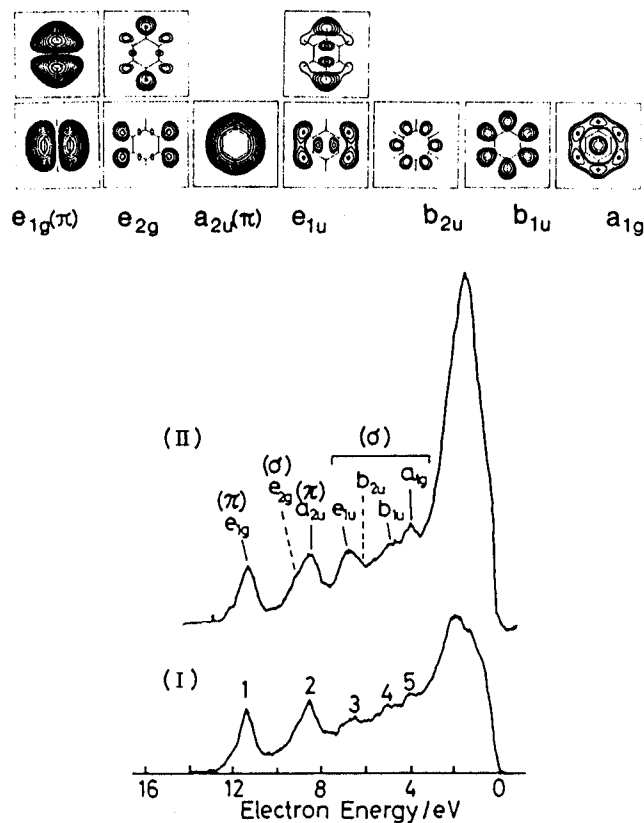 e1g(π) e2g a2u(π) e1u b2u b1u a1g
(II)
(σ)
(σ)
(π) e2g (π) b2u a1g
e1g a2u e1u b1u
(I)
1 2 3 4 5
16 12 8 4 0
Electron Energy/eV